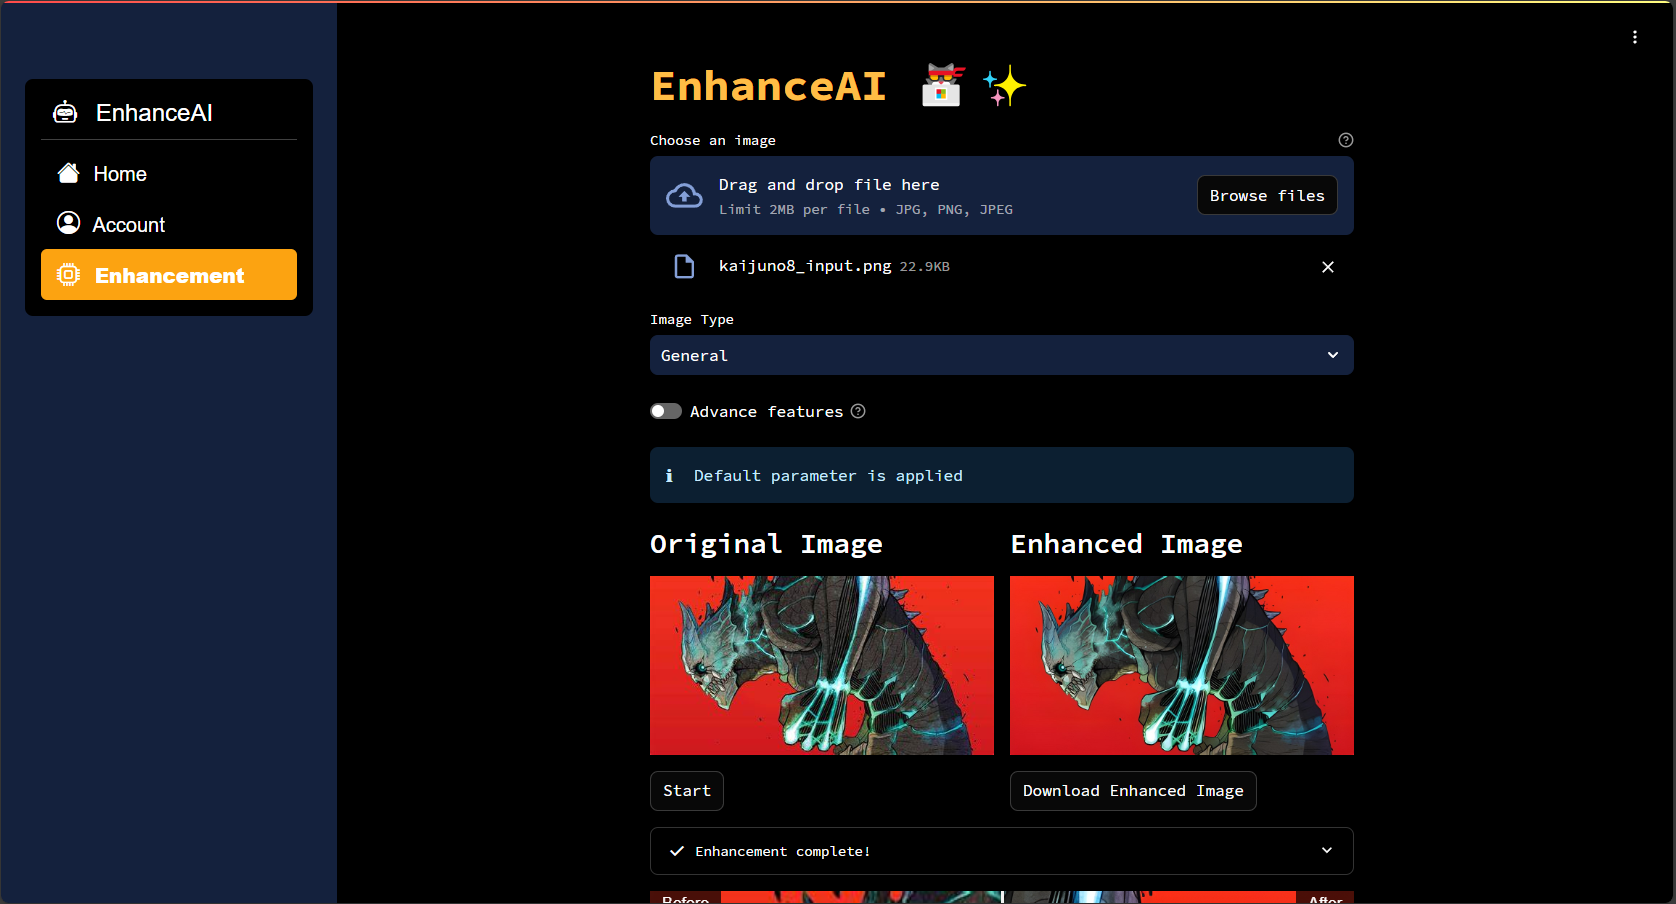 EnhanceAI
Home
Account
Enhancement
EnhanceAI
Choose an image
Drag and drop file here
Limit 2MB per file • JPG, PNG, JPEG
Browse files
kaijuno8_input.png 22.9KB
Image Type
General
Advance features
Default parameter is applied
Original Image
Enhanced Image
Start
Download Enhanced Image
Enhancement complete!
Before
After